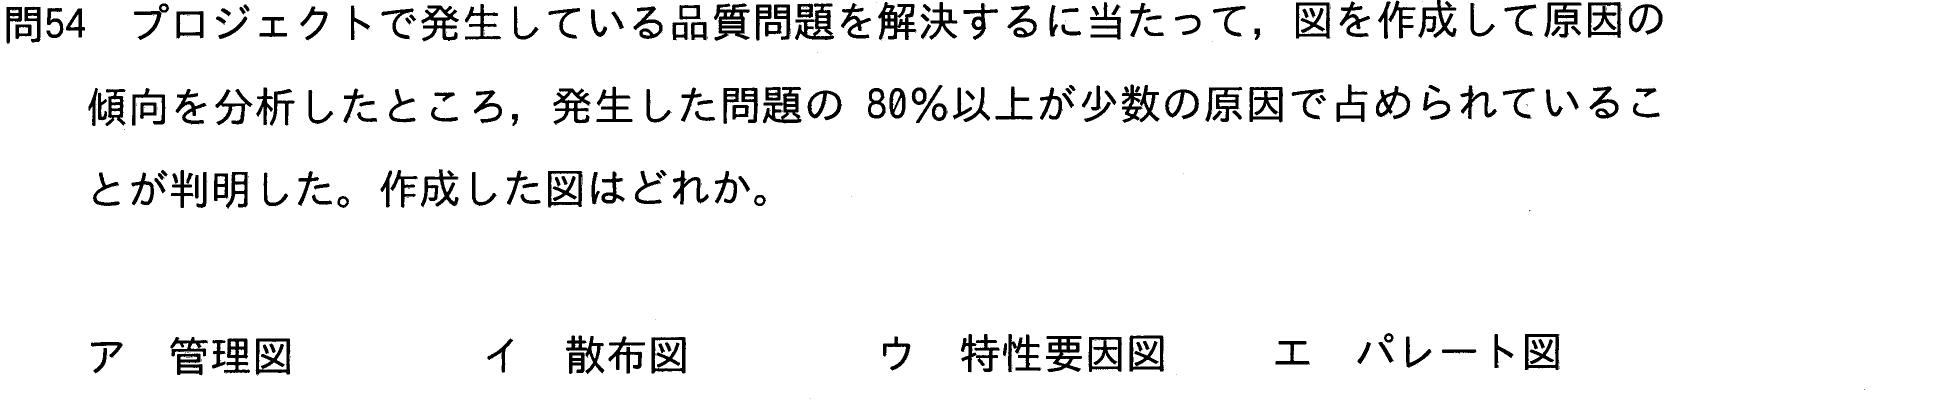 問54　プロジェクトで発生している品質問題を解決するに当たって，図を作成して原因の
傾向を分析したところ，発生した問題の 80％以上が少数の原因で占められているこ
とが判明した。作成した図はどれか。
ア　管理図　　イ　散布図　　ウ　特性要因図　　エ　パレート図